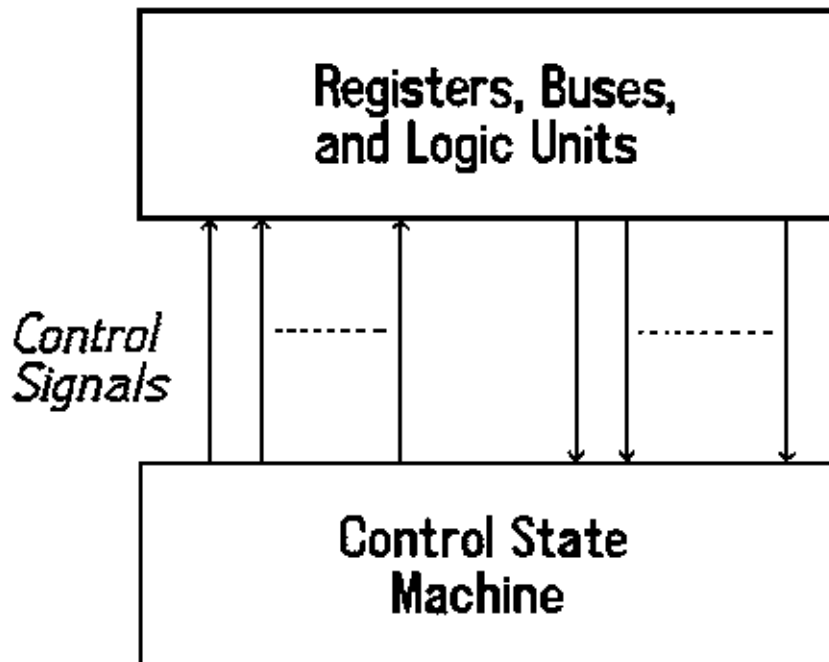 Registers, Buses,
and Logic Units
Control
Signals
Control State
Machine